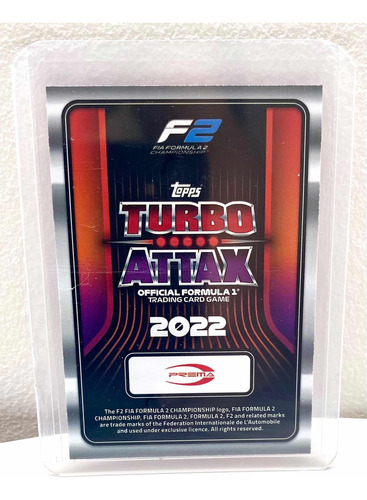 F2
FIA FORMULA 2
CHAMPIONSHIP
topps
TURBO
ATTAX
OFFICIAL FORMULA 1®
TRADING CARD GAME
2022
PREMA
The F2 FIA FORMULA 2 CHAMPIONSHIP logo, FIA FORMULA 2
CHAMPIONSHIP, FIA FORMULA 2, FORMULA 2, F2 and related marks
are trade marks of the Federation Internationale de L'Automobile
and used under exclusive licence. All rights reserved.